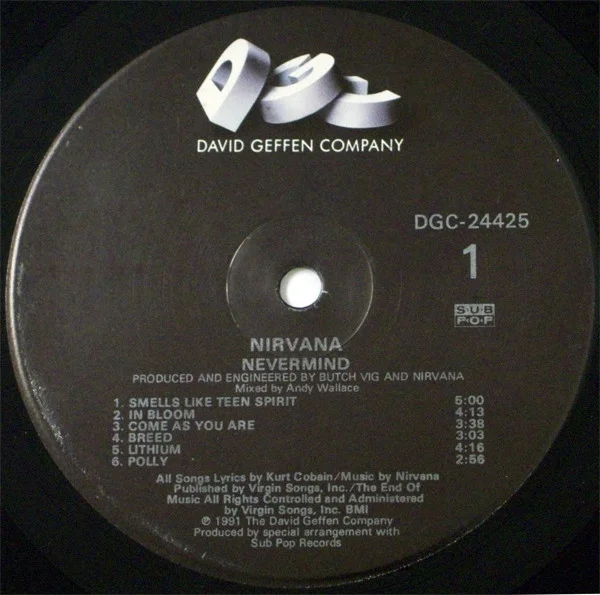 DGC
DAVID GEFFEN COMPANY
DGC-24425
1
SUB
POP
NIRVANA
NEVERMIND
PRODUCED AND ENGINEERED BY BUTCH VIG AND NIRVANA
Mixed by Andy Wallace
1. SMELLS LIKE TEEN SPIRIT 5:00
2. IN BLOOM 4:13
3. COME AS YOU ARE 3:38
4. BREED 3:03
5. LITHIUM 4:16
6. POLLY 2:56
All Songs Lyrics by Kurt Cobain/Music by Nirvana
Published by Virgin Songs, Inc./The End Of
Music All Rights Controlled and Administered
by Virgin Songs, Inc. BMI
℗ 1991 The David Geffen Company
Produced by special arrangement with
Sub Pop Records